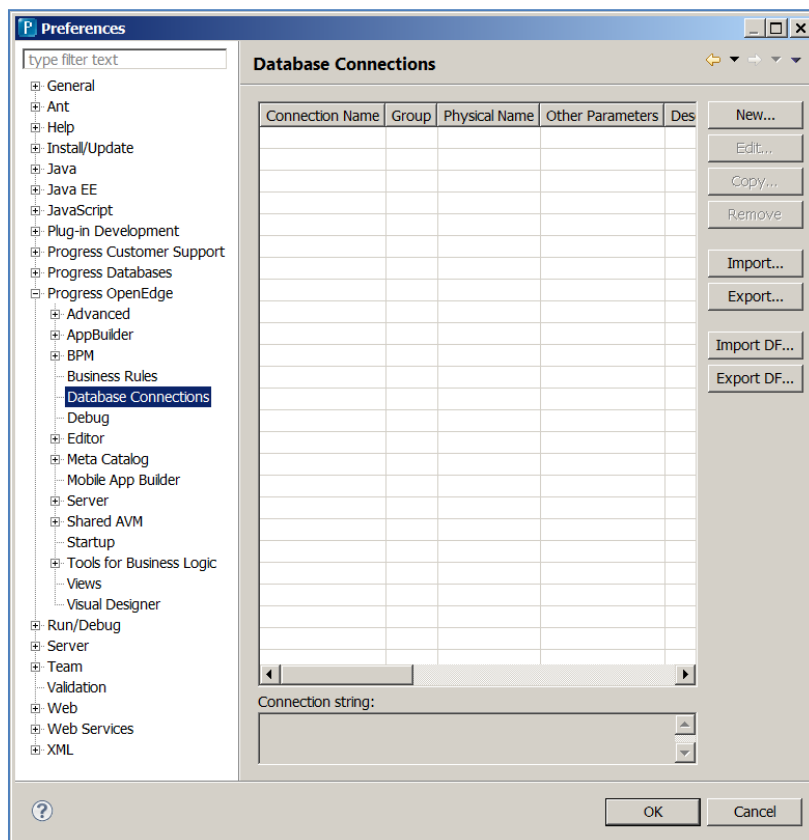 Preferences
type filter text
General
Ant
Help
Install/Update
Java
Java EE
JavaScript
Plug-in Development
Progress Customer Support
Progress Databases
Progress OpenEdge
Advanced
AppBuilder
BPM
Business Rules
Database Connections
Debug
Editor
Meta Catalog
Mobile App Builder
Server
Shared AVM
Startup
Tools for Business Logic
Views
Visual Designer
Run/Debug
Server
Team
Validation
Web
Web Services
XML
Database Connections
Connection Name Group Physical Name Other Parameters Des
New...
Edit...
Copy...
Remove
Import...
Export...
Import DF...
Export DF...
Connection string:
OK Cancel